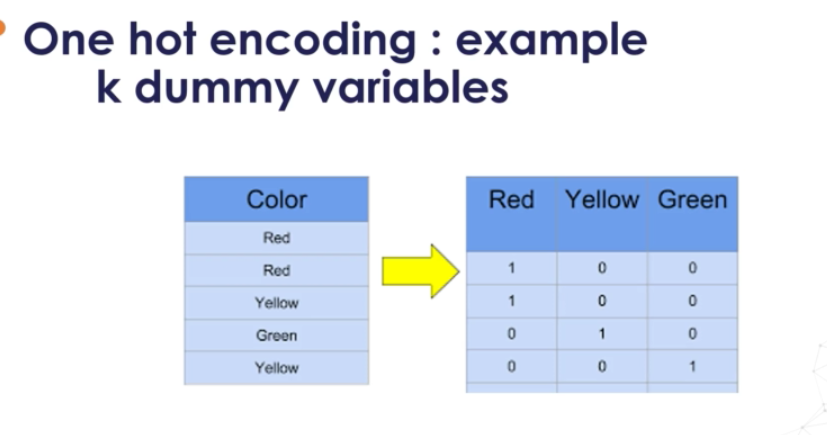 One hot encoding : example
k dummy variables
Color
Red
Red
Yellow
Green
Yellow
Red Yellow Green
1 0 0
1 0 0
0 1 0
0 0 1